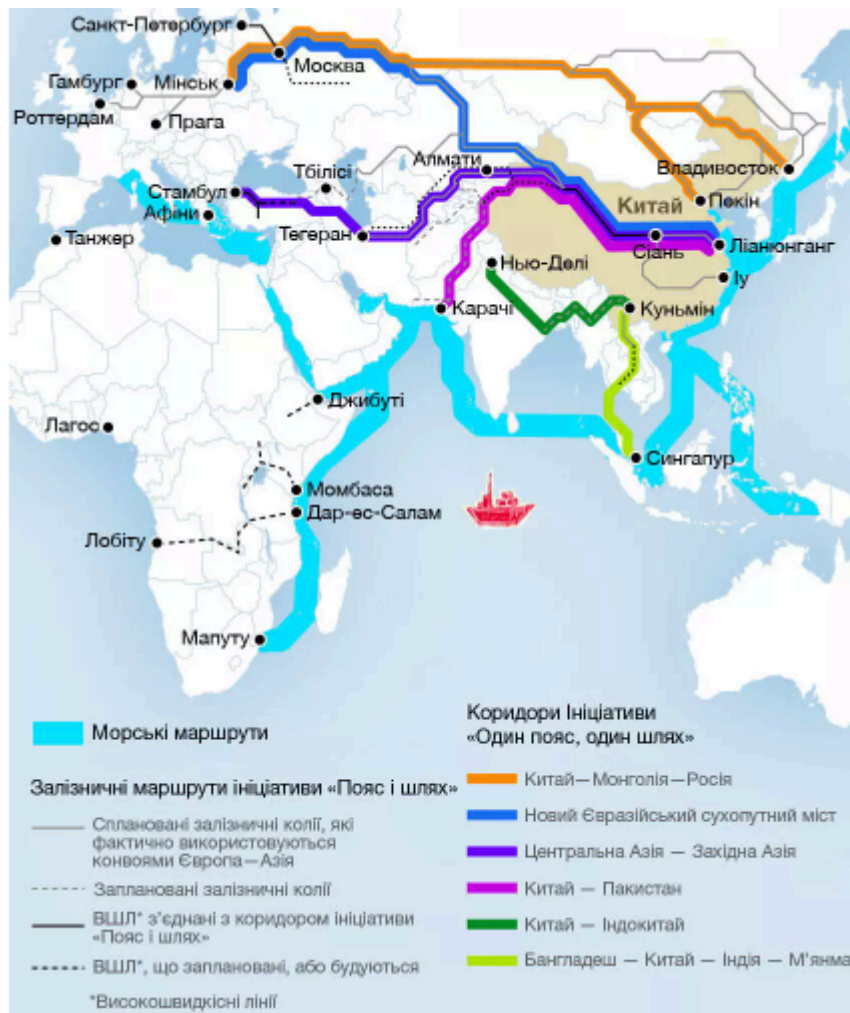 Санкт-Петербург
Москва
Гамбург
Мінськ
Роттердам
Прага
Тбілісі
Алмати
Владивосток
Стамбул
Афіни
Китай
Пекін
Танжер
Тегеран
Сіань
Ліанюнганг
Нью-Делі
Іу
Карачі
Куньмін
Джибуті
Лагос
Сингапур
Момбаса
Дар-ес-Салам
Лобіту
Мапуту
Морські маршрути
Залізничні маршрути ініціативи «Пояс і шлях»
Сплановані залізничні колії, які
фактично використовуються
конвоями Європа—Азія
Заплановані залізничні колії
ВШЛ* з’єднані з коридором ініціативи
«Пояс і шлях»
ВШЛ*, що заплановані, або будуються
*Високошвидкісні лінії
Коридори Ініціативи
«Один пояс, один шлях»
Китай—Монголія—Росія
Новий Євразійський сухопутний міст
Центральна Азія — Західна Азія
Китай — Пакистан
Китай — Індокитай
Бангладеш — Китай — Індія — М’янма